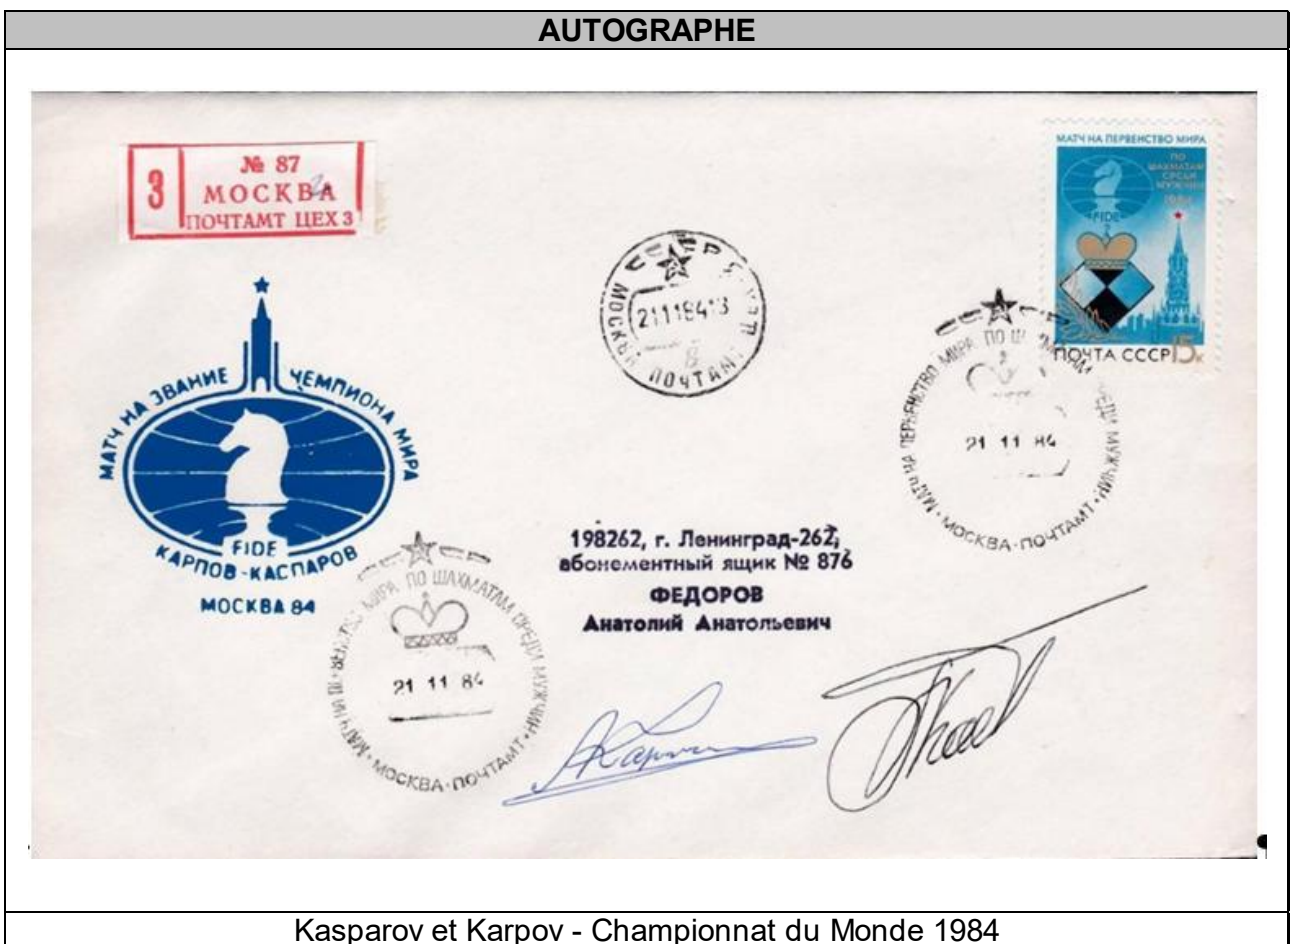 AUTOGRAPHE
3
№ 87
МОСКВА
ПОЧТАМТ ЦЕХ 3
МАТЧ НА ПЕРВЕНСТВО МИРА
ПО
ШАХМАТАМ
СРЕДИ
МУЖЧИН
1984
FIDE
ПОЧТА СССР 15к
МОСКВА
ПОЧТАМТ
211184
МАТЧ НА ПЕРВЕНСТВО МИРА ПО ШАХМАТАМ СРЕДИ МУЖЧИН
21 11 84
МОСКВА·ПОЧТАМТ
МАТЧ НА ЗВАНИЕ ЧЕМПИОНА МИРА
FIDE
КАРПОВ-КАСПАРОВ
МОСКВА 84
198262, г. Ленинград-262,
абонементный ящик № 876
ФЕДОРОВ
Анатолий Анатольевич
МАТЧ НА ПЕРВЕНСТВО МИРА ПО ШАХМАТАМ СРЕДИ МУЖЧИН
21 11 84
МОСКВА·ПОЧТАМТ
Kasparov et Karpov - Championnat du Monde 1984